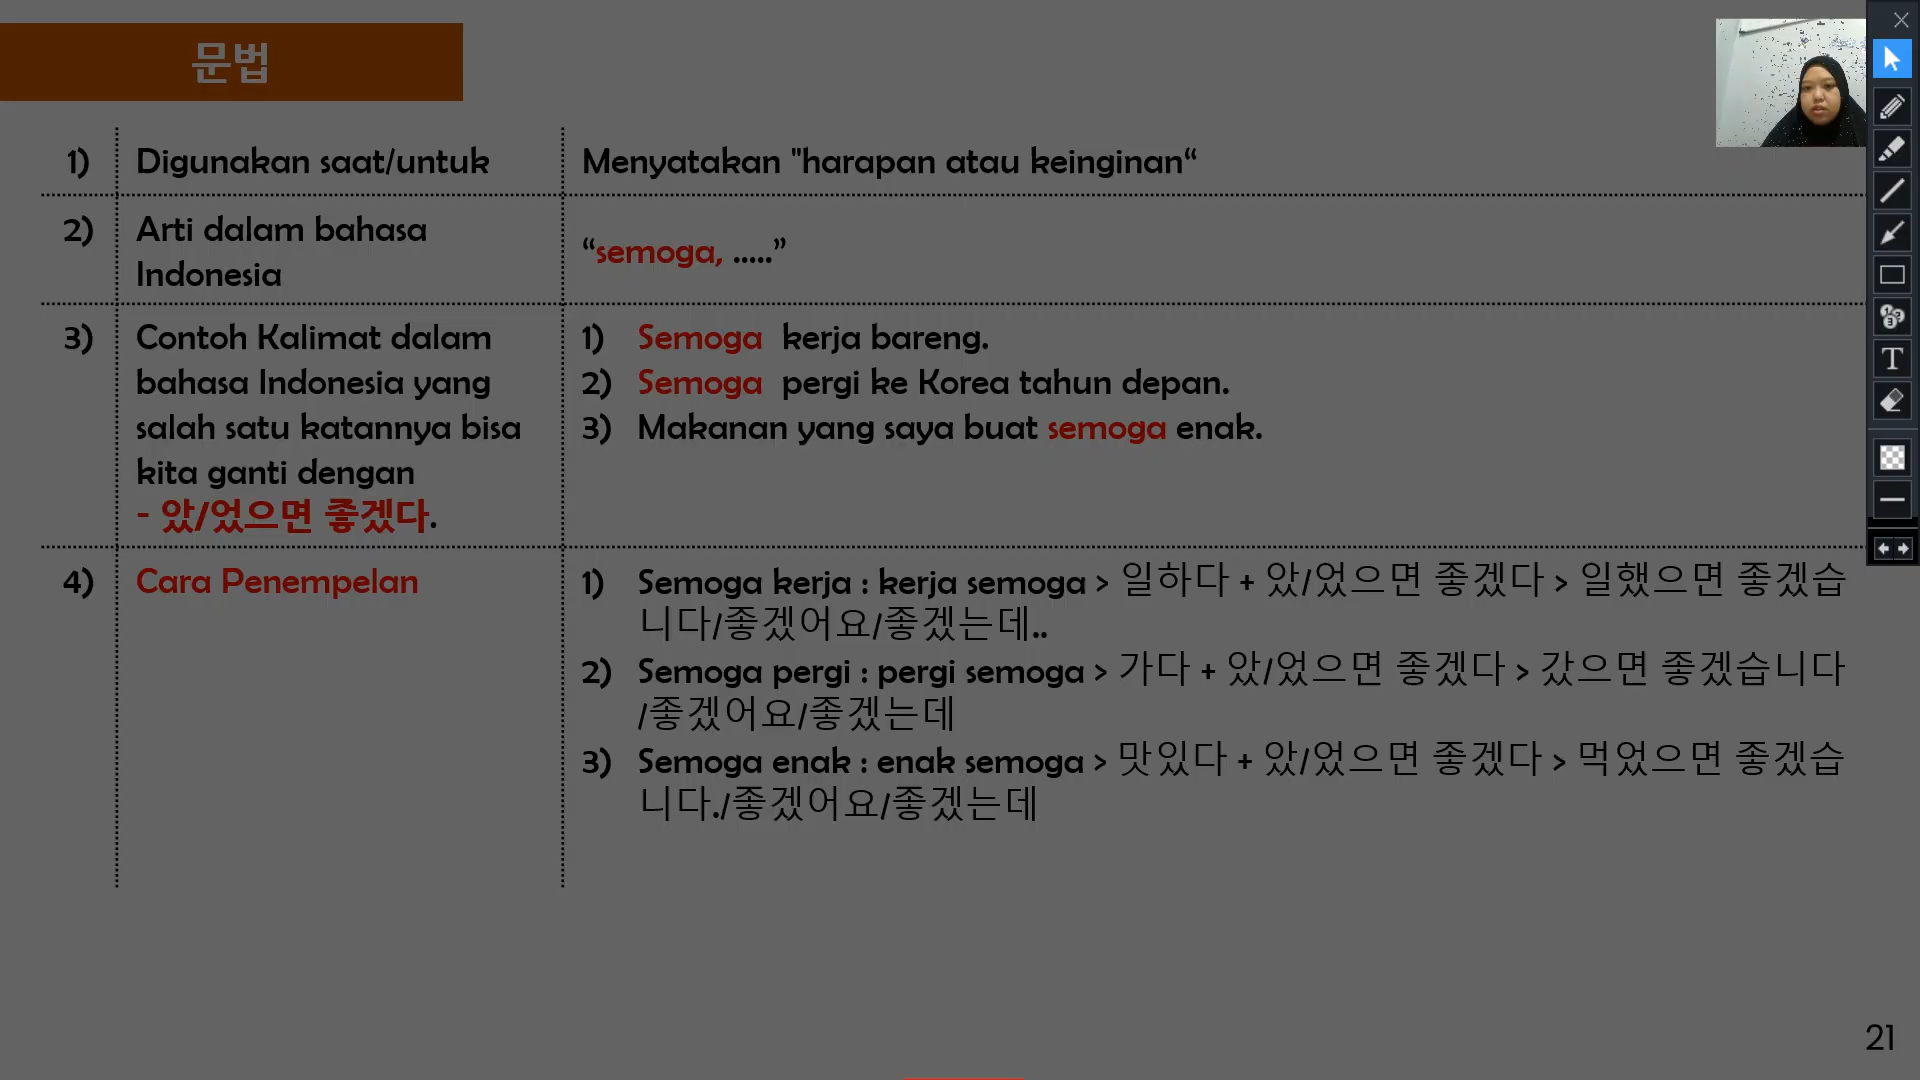 문법
1) Digunakan saat/untuk Menyatakan "harapan atau keinginan“
2) Arti dalam bahasa
Indonesia
“semoga, .....”
3) Contoh Kalimat dalam
bahasa Indonesia yang
salah satu katannya bisa
kita ganti dengan
- 았/었으면 좋겠다.
1) Semoga kerja bareng.
2) Semoga pergi ke Korea tahun depan.
3) Makanan yang saya buat semoga enak.
4) Cara Penempelan
1) Semoga kerja : kerja semoga > 일하다 + 았/었으면 좋겠다 > 일했으면 좋겠습
니다/좋겠어요/좋겠는데..
2) Semoga pergi : pergi semoga > 가다 + 았/었으면 좋겠다 > 갔으면 좋겠습니다
/좋겠어요/좋겠는데
3) Semoga enak : enak semoga > 맛있다 + 았/었으면 좋겠다 > 먹었으면 좋겠습
니다./좋겠어요/좋겠는데
21